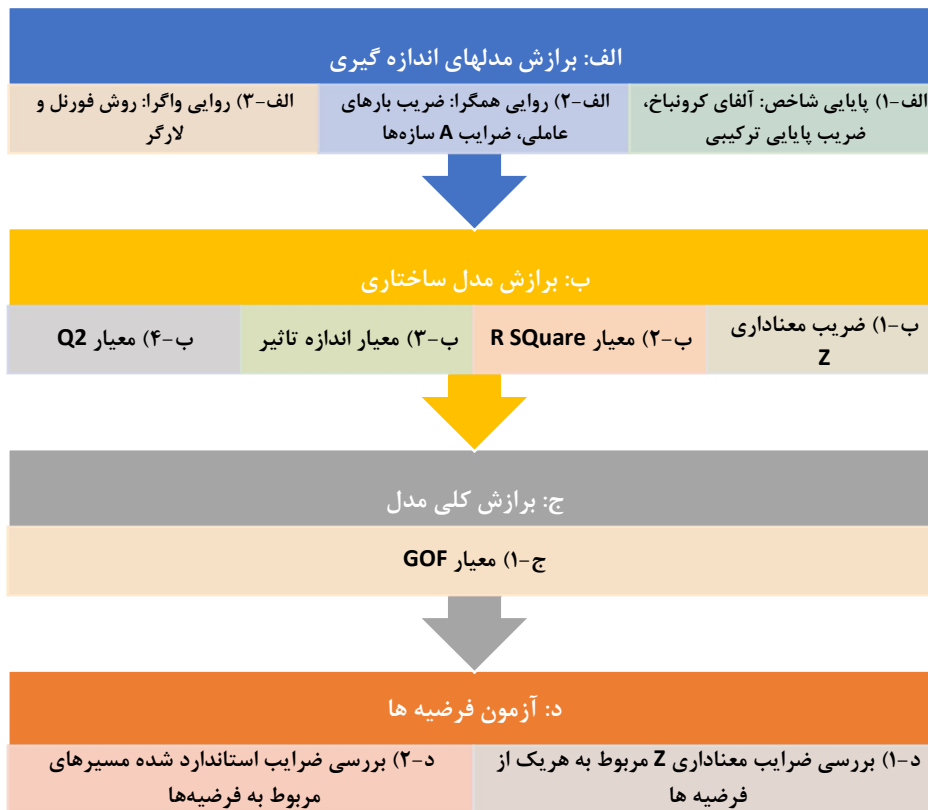 الف: برازش مدلهای اندازه گیری
الف-۱) پایایی شاخص: آلفای کرونباخ،
ضریب پایایی ترکیبی
الف-۲) روایی همگرا: ضریب بارهای
عاملی، ضرایب A سازه‌ها
الف-۳) روایی واگرا: روش فورنل و
لارگر
ب: برازش مدل ساختاری
ب-۱) ضریب معناداری
Z
ب-۲) معیار R SQuare
ب-۳) معیار اندازه تاثیر
ب-۴) معیار Q2
ج: برازش کلی مدل
ج-۱) معیار GOF
د: آزمون فرضیه ها
د-۱) بررسی ضرایب معناداری Z مربوط به هریک از
فرضیه ها
د-۲) بررسی ضرایب استاندارد شده مسیرهای
مربوط به فرضیه‌ها